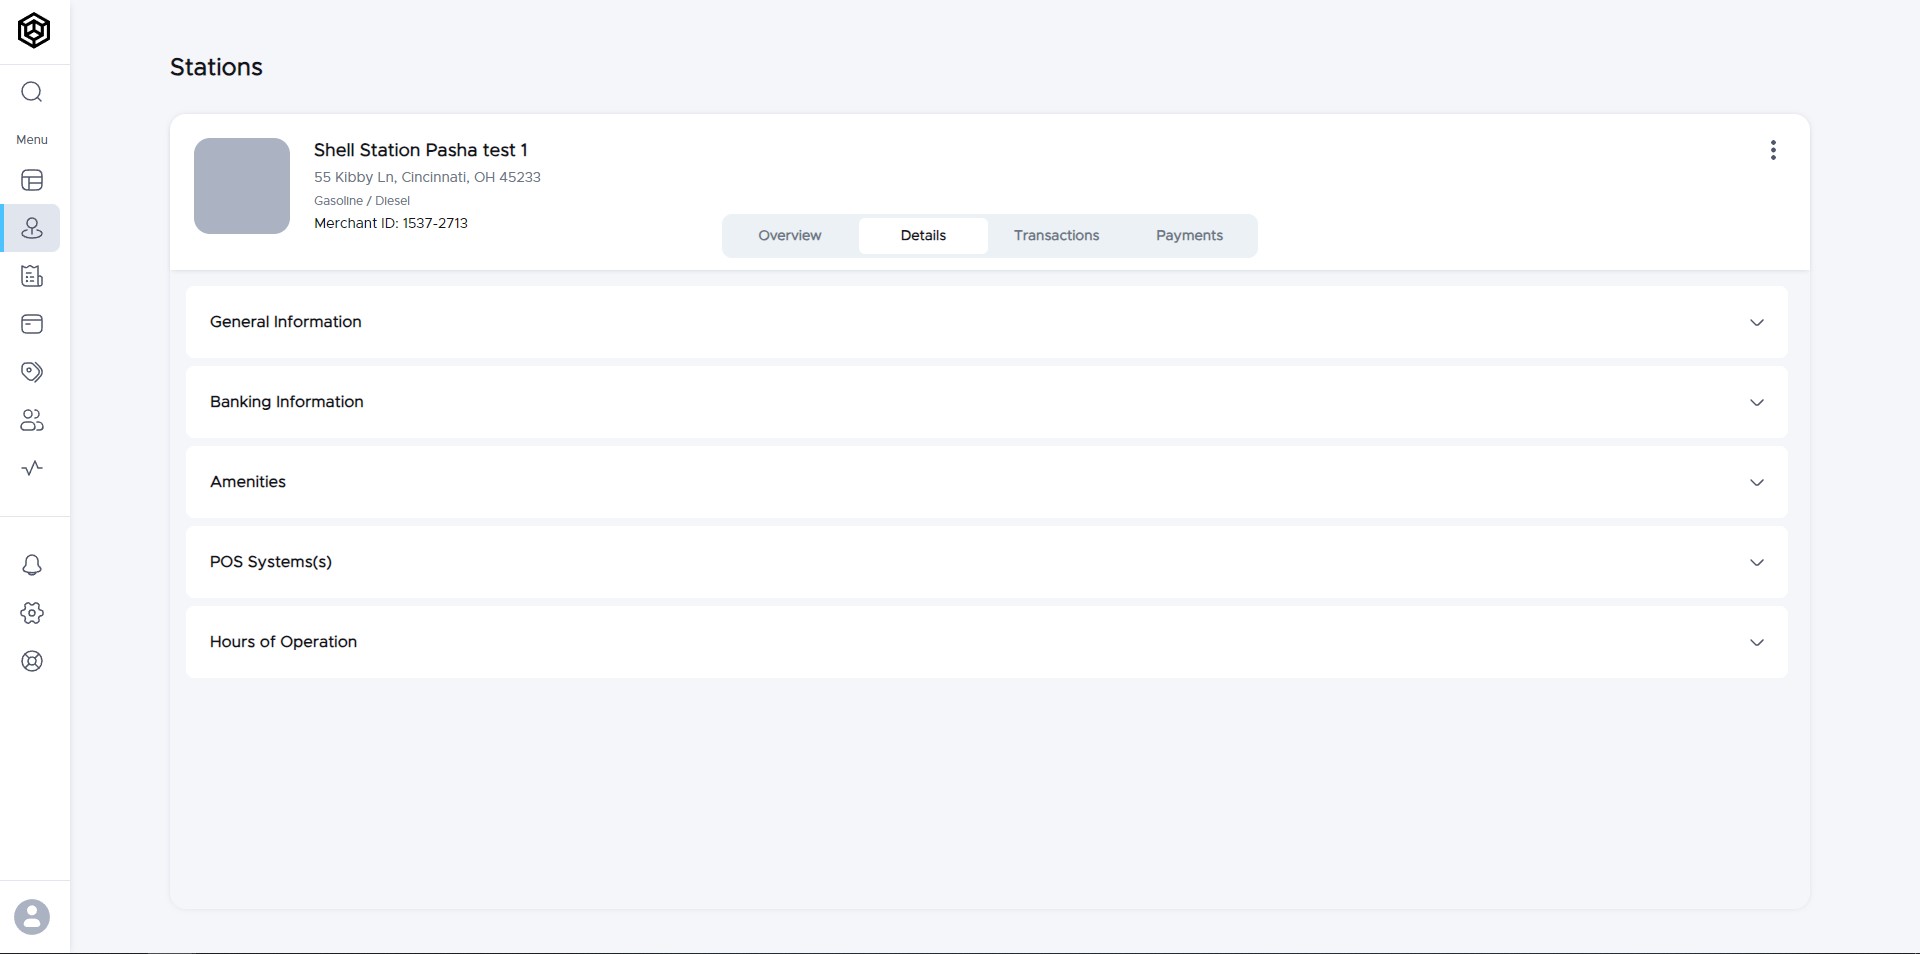 Stations
Menu
Shell Station Pasha test 1
55 Kibby Ln, Cincinnati, OH 45233
Gasoline / Diesel
Merchant ID: 1537-2713
Overview
Details
Transactions
Payments
General Information
Banking Information
Amenities
POS Systems(s)
Hours of Operation